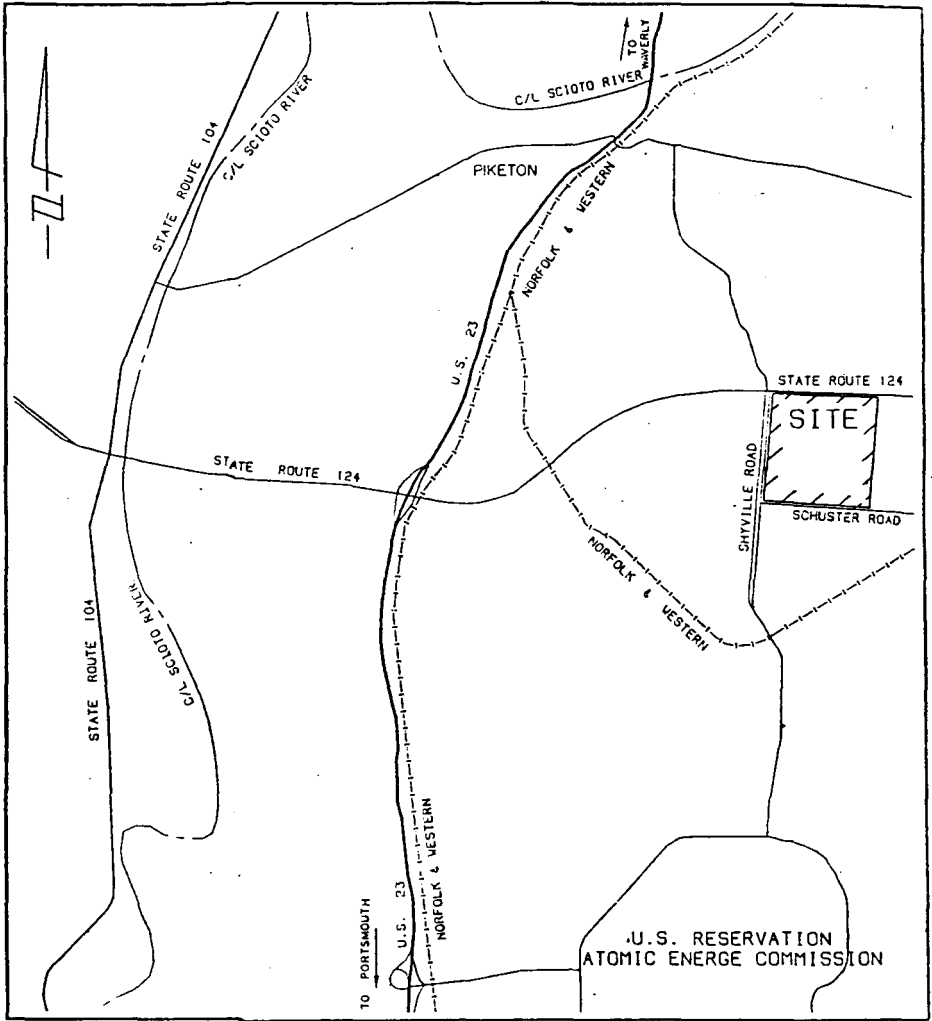 TO
WAVERLY
C/L SCIOTO RIVER
STATE ROUTE 104
C/L SCIOTO RIVER
N
PIKETON
NORFOLK & WESTERN
U.S. 23
STATE ROUTE 124
SITE
STATE ROUTE 124
SHYVILLE ROAD
SCHUSTER ROAD
NORFOLK & WESTERN
C/L SCIOTO RIVER
STATE ROUTE 104
TO PORTSMOUTH
U.S. 23
NORFOLK & WESTERN
U.S. RESERVATION
ATOMIC ENERGE COMMISSION